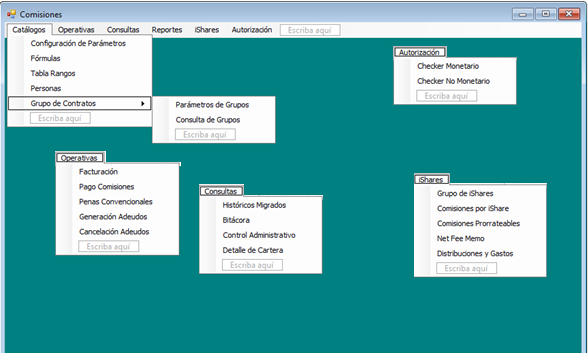 Comisiones
Catálogos Operativas Consultas Reportes iShares Autorización Escriba aquí
Configuración de Parámetros
Fórmulas
Tabla Rangos
Personas
Grupo de Contratos
Escriba aquí
Parámetros de Grupos
Consulta de Grupos
Escriba aquí
Autorización
Checker Monetario
Checker No Monetario
Escriba aquí
Operativas
Facturación
Pago Comisiones
Penas Convencionales
Generación Adeudos
Cancelación Adeudos
Escriba aquí
Consultas
Históricos Migrados
Bitácora
Control Administrativo
Detalle de Cartera
Escriba aquí
iShares
Grupo de iShares
Comisiones por iShare
Comisiones Prorrateables
Net Fee Memo
Distribuciones y Gastos
Escriba aquí